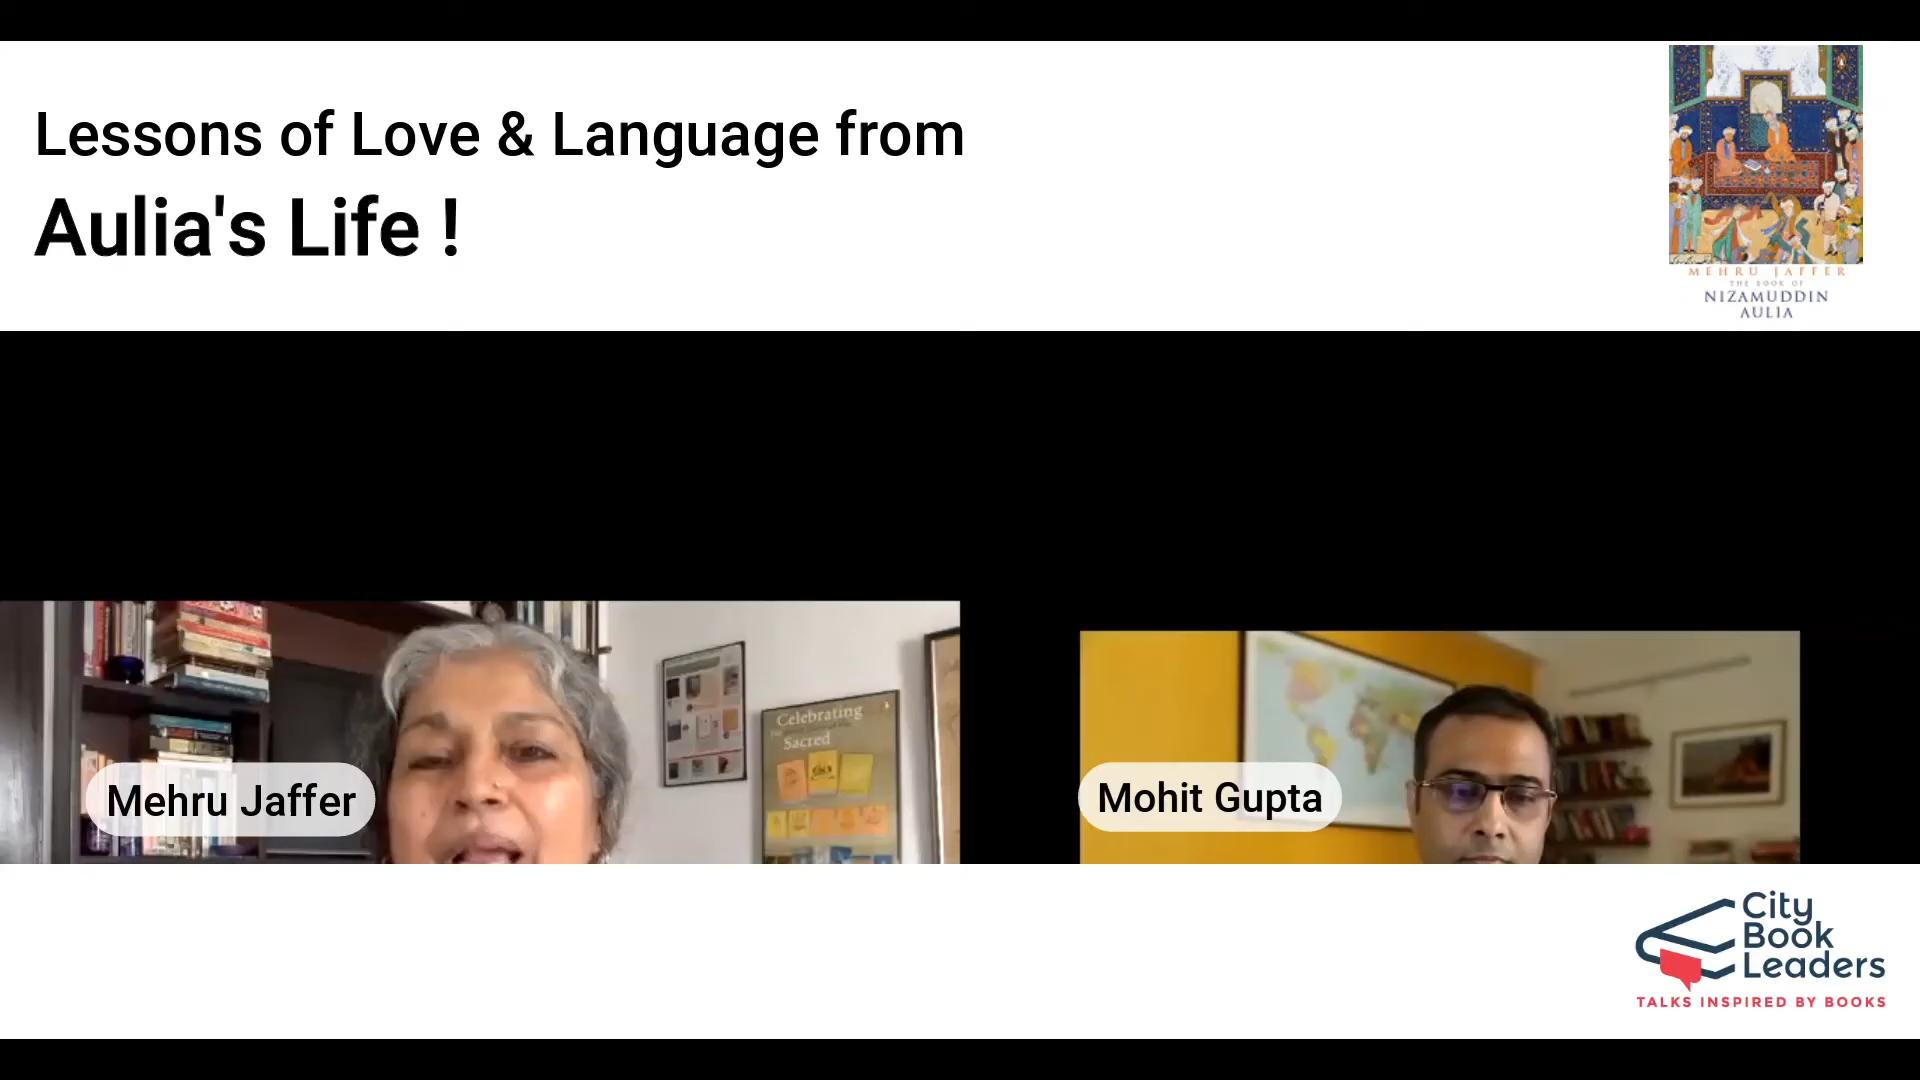 Lessons of Love & Language from
Aulia's Life !
MEHRU JAFFER
THE BOOK OF
NIZAMUDDIN
AULIA
Celebrating
Sacred
Mehru Jaffer
Mohit Gupta
City
Book
Leaders
TALKS INSPIRED BY BOOKS